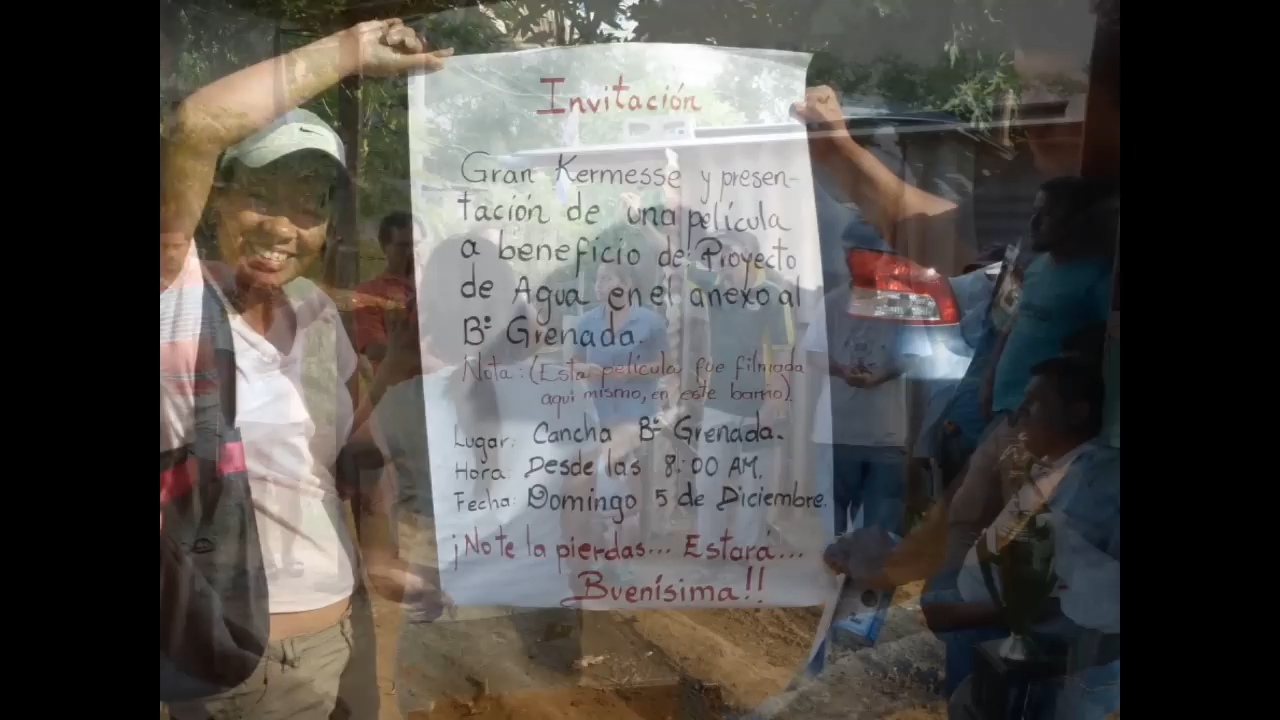 Invitación
Gran Kermesse y presen-
tación de una película
a beneficio de Proyecto
de Agua en el anexo al
Bº Grenada.
Nota: (Esta película fue filmada
aquí mismo, en este barrio).
Lugar: Cancha Bº Grenada.
Hora: Desde las 8:00 AM.
Fecha: Domingo 5 de Diciembre.
¡No te la pierdas... Estará...
Buenísima!!